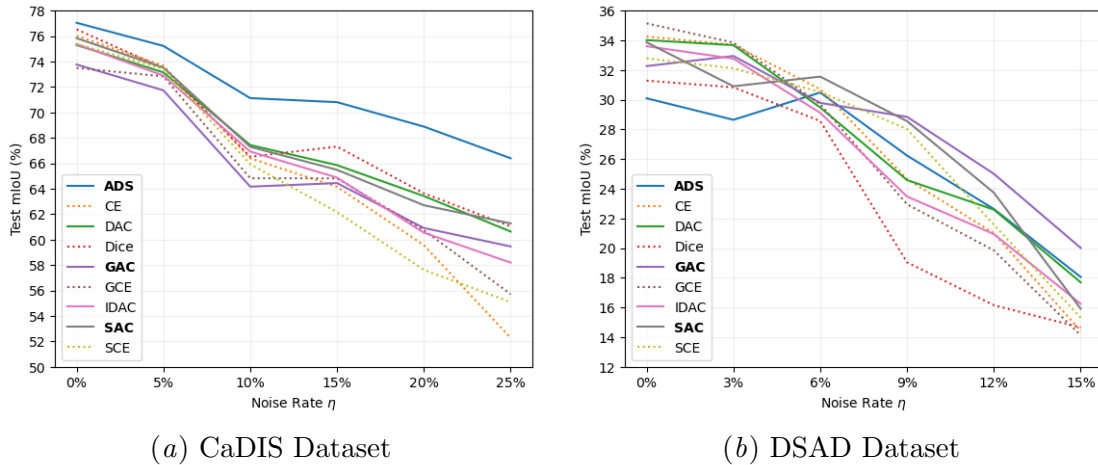 78
76
74
72
70
68
66
64
62
60
58
56
54
52
50
Test mIoU (%)
ADS
CE
DAC
Dice
GAC
GCE
IDAC
SAC
SCE
0% 5% 10% 15% 20% 25%
Noise Rate η
(a) CaDIS Dataset
36
34
32
30
28
26
24
22
20
18
16
14
12
Test mIoU (%)
ADS
CE
DAC
Dice
GAC
GCE
IDAC
SAC
SCE
0% 3% 6% 9% 12% 15%
Noise Rate η
(b) DSAD Dataset